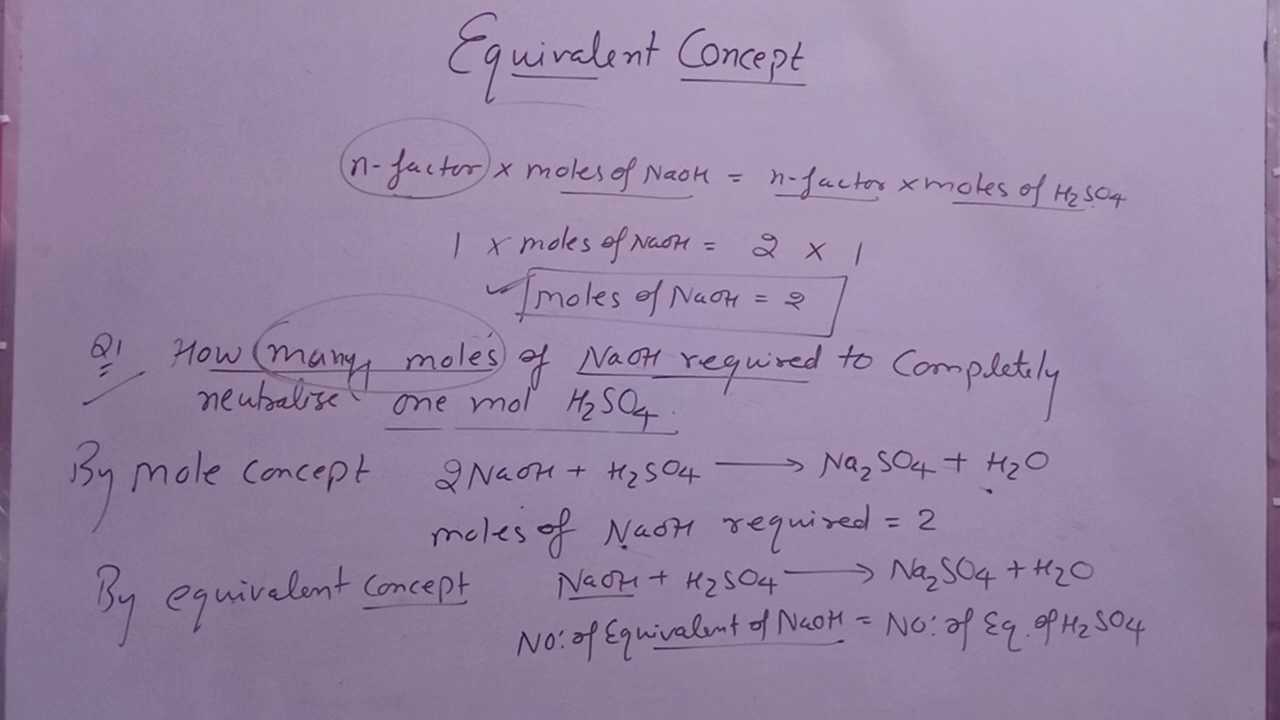 Equivalent Concept
n-factor × moles of NaOH = n-factor × moles of H₂SO₄
1 × moles of NaOH = 2 × 1
✓ moles of NaOH = 2
Q1 How many moles of NaOH required to Completely
neutralise one mol H₂SO₄.
By mole concept 2NaOH + H₂SO₄ → Na₂SO₄ + H₂O
moles of NaOH required = 2
By equivalent concept NaOH + H₂SO₄ → Na₂SO₄ + H₂O
NO: of Equivalent of NaOH = NO: of Eq. of H₂SO₄